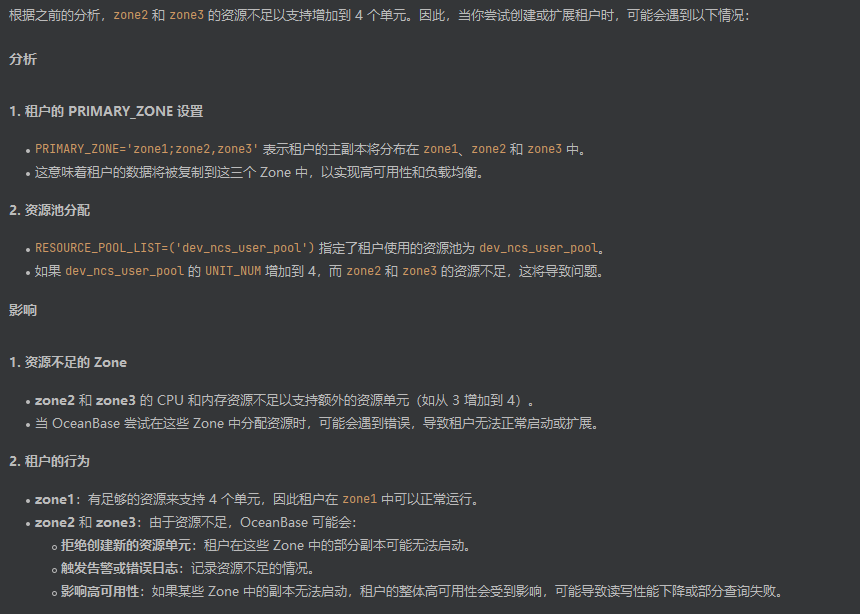 根据之前的分析，zone2 和 zone3 的资源不足以支持增加到 4 个单元。因此，当你尝试创建或扩展租户时，可能会遇到以下情况：
分析
1. 租户的 PRIMARY_ZONE 设置
• PRIMARY_ZONE='zone1;zone2,zone3' 表示租户的主副本将分布在 zone1、zone2 和 zone3 中。
• 这意味着租户的数据将被复制到这三个 Zone 中，以实现高可用性和负载均衡。
2. 资源池分配
• RESOURCE_POOL_LIST=('dev_ncs_user_pool') 指定了租户使用的资源池为 dev_ncs_user_pool。
• 如果 dev_ncs_user_pool 的 UNIT_NUM 增加到 4，而 zone2 和 zone3 的资源不足，这将导致问题。
影响
1. 资源不足的 Zone
• zone2 和 zone3 的 CPU 和内存资源不足以支持额外的资源单元（如从 3 增加到 4）。
• 当 OceanBase 尝试在这些 Zone 中分配资源时，可能会遇到错误，导致租户无法正常启动或扩展。
2. 租户的行为
• zone1：有足够的资源来支持 4 个单元，因此租户在 zone1 中可以正常运行。
• zone2 和 zone3：由于资源不足，OceanBase 可能会：
○ 拒绝创建新的资源单元：租户在这些 Zone 中的部分副本可能无法启动。
○ 触发告警或错误日志：记录资源不足的情况。
○ 影响高可用性：如果某些 Zone 中的副本无法启动，租户的整体高可用性会受到影响，可能导致读写性能下降或部分查询失败。